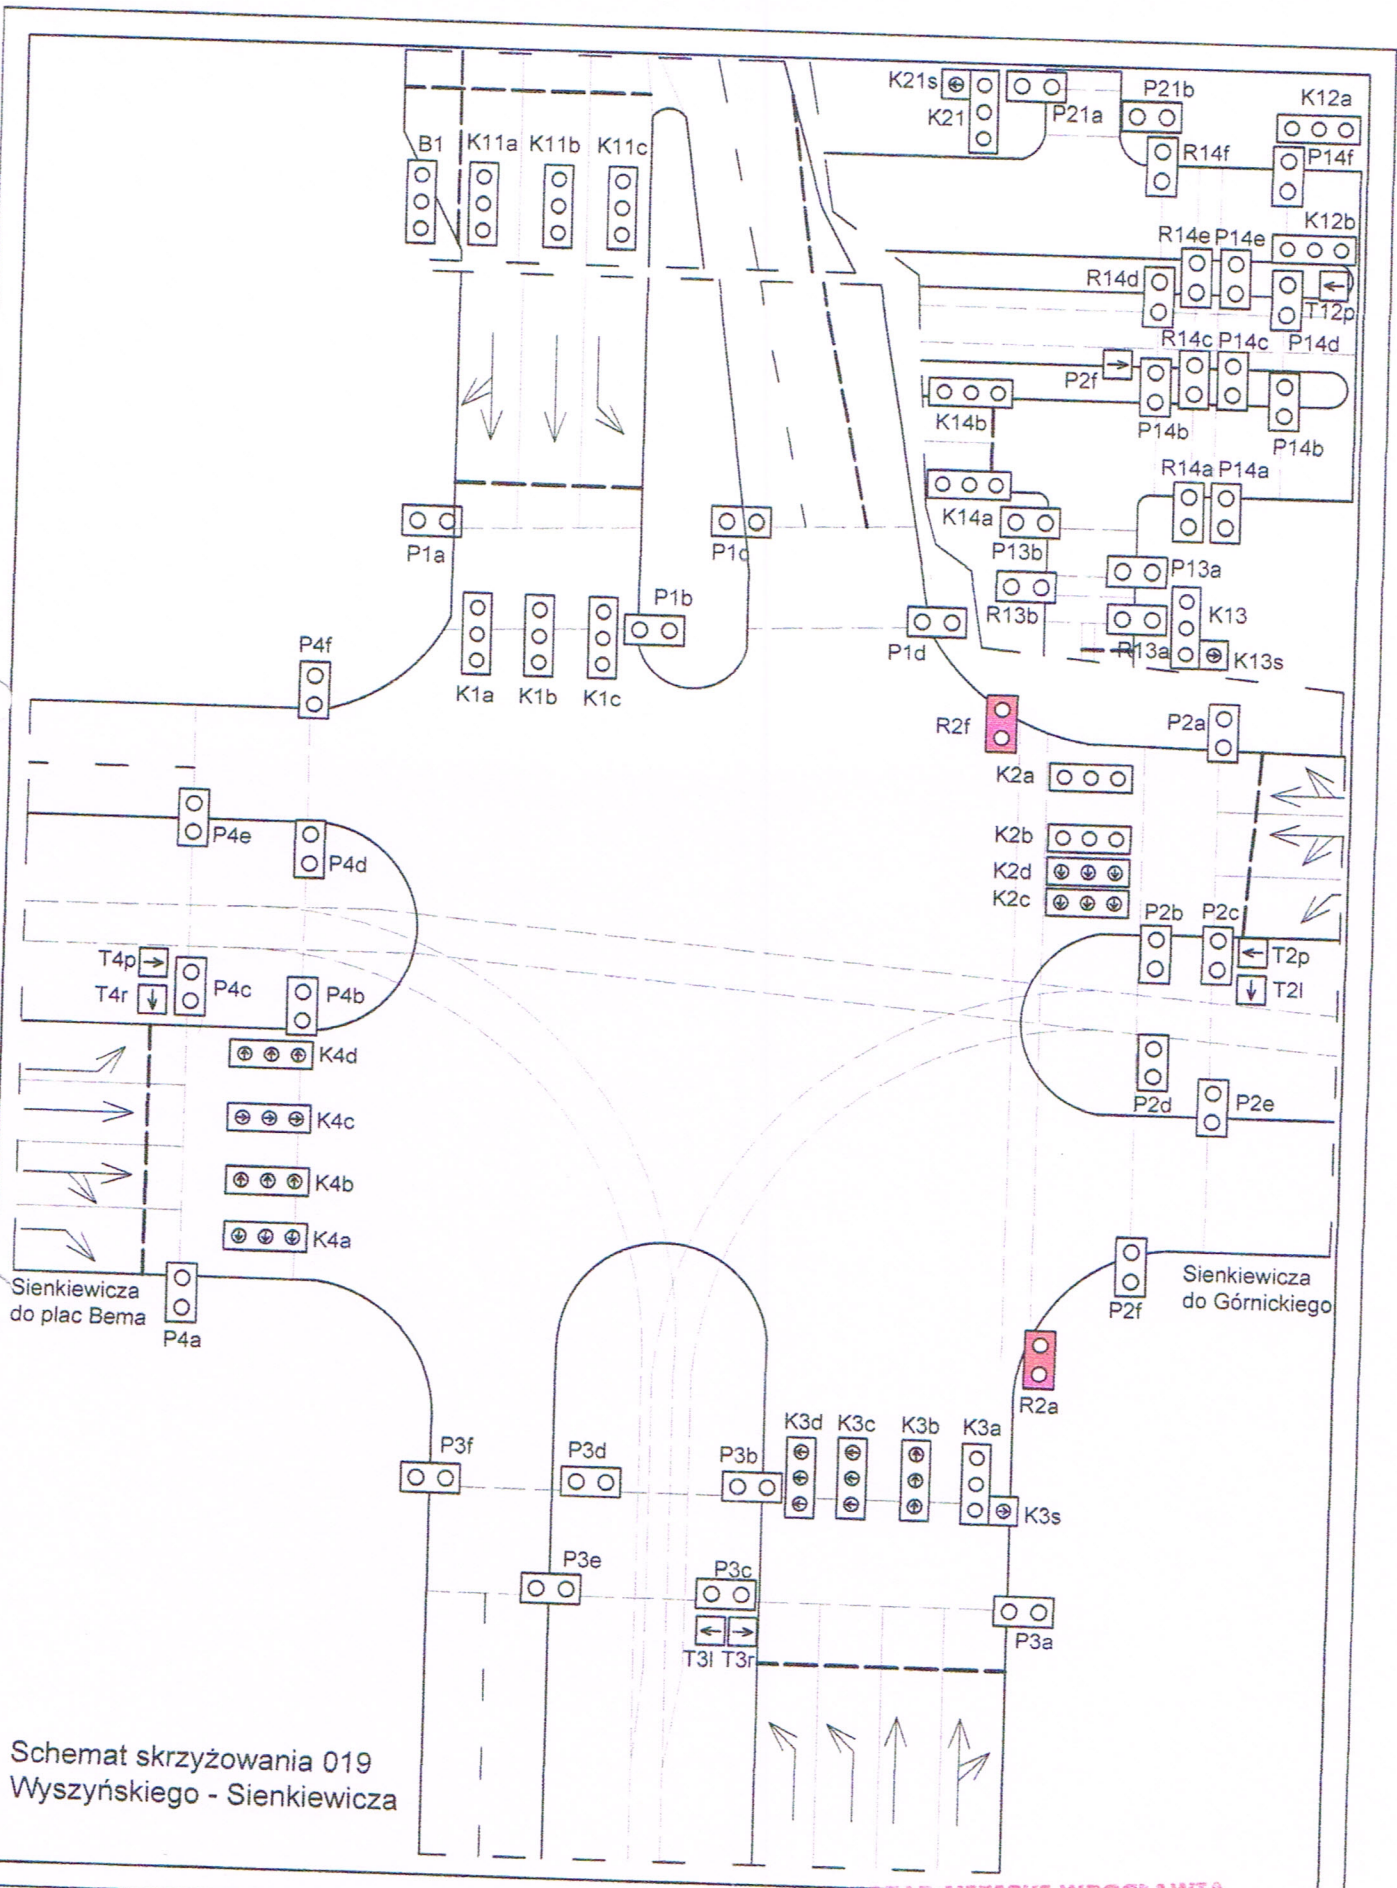 K21s
K21
P21a
P21b
K12a
B1
K11a
K11b
K11c
R14f
P14f
K12b
R14e
P14e
R14d
T12p
P14d
R14c
P14c
P2f
K14b
P14b
P14b
R14a
P14a
K14a
P1a
P1c
P13b
P13a
R13b
K13
P1b
P1d
R13a
K13s
P4f
K1a
K1b
K1c
R2f
P2a
K2a
P4e
P4d
K2b
K2d
K2c
P2b
P2c
T4p
T4r
P4c
P4b
T2p
T2l
K4d
K4c
P2d
P2e
K4b
K4a
Sienkiewicza
do plac Bema
P4a
Sienkiewicza
do Górnickiego
P2f
R2a
P3f
P3d
P3b
K3d
K3c
K3b
K3a
K3s
P3e
P3c
P3a
T3l
T3r
Schemat skrzyżowania 019
Wyszyńskiego - Sienkiewicza